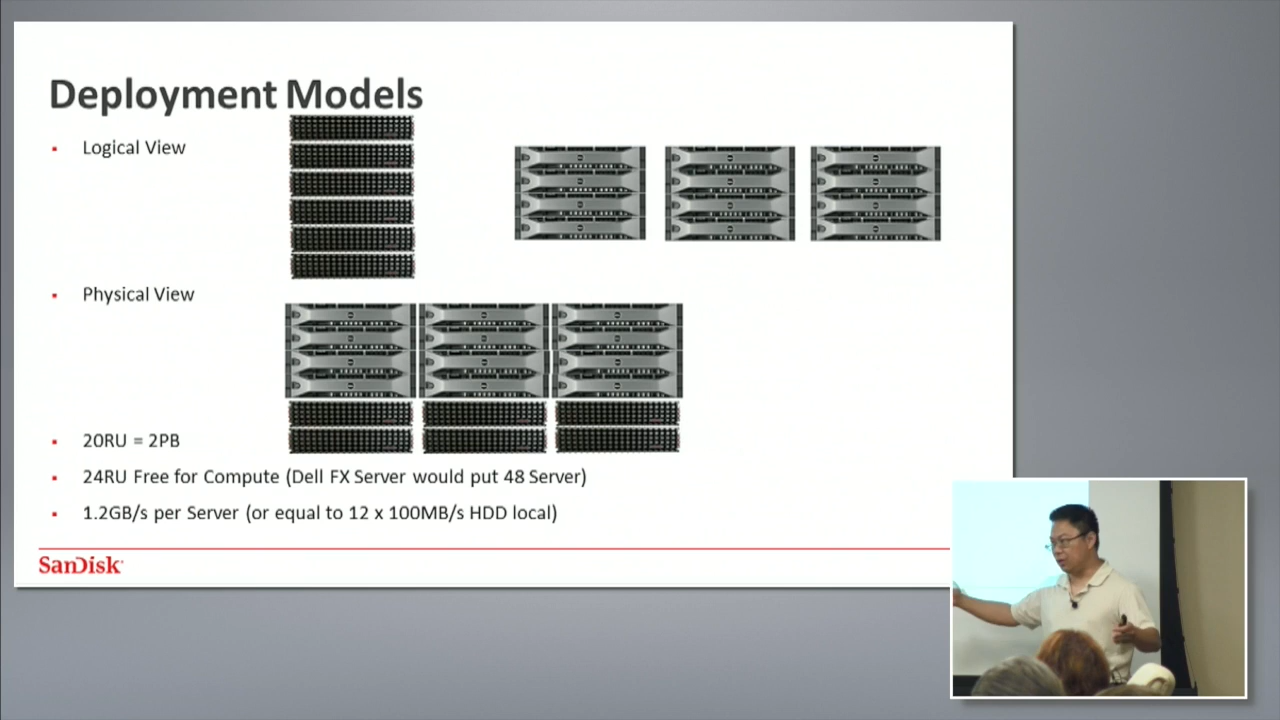 Deployment Models
▪ Logical View
▪ Physical View
▪ 20RU = 2PB
▪ 24RU Free for Compute (Dell FX Server would put 48 Server)
▪ 1.2GB/s per Server (or equal to 12 x 100MB/s HDD local)
SanDisk